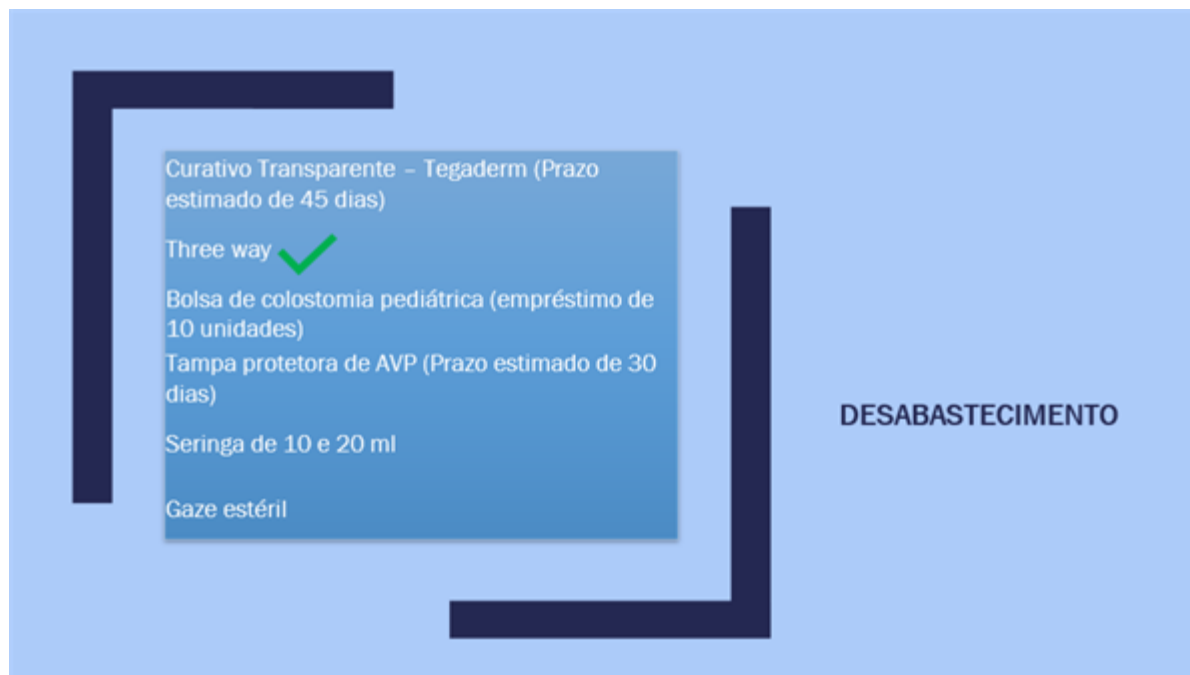 Curativo Transparente – Tegaderm (Prazo
estimado de 45 dias)
Three way
Bolsa de colostomia pediátrica (empréstimo de
10 unidades)
Tampa protetora de AVP (Prazo estimado de 30
dias)
Seringa de 10 e 20 ml
Gaze estéril
DESABASTECIMENTO